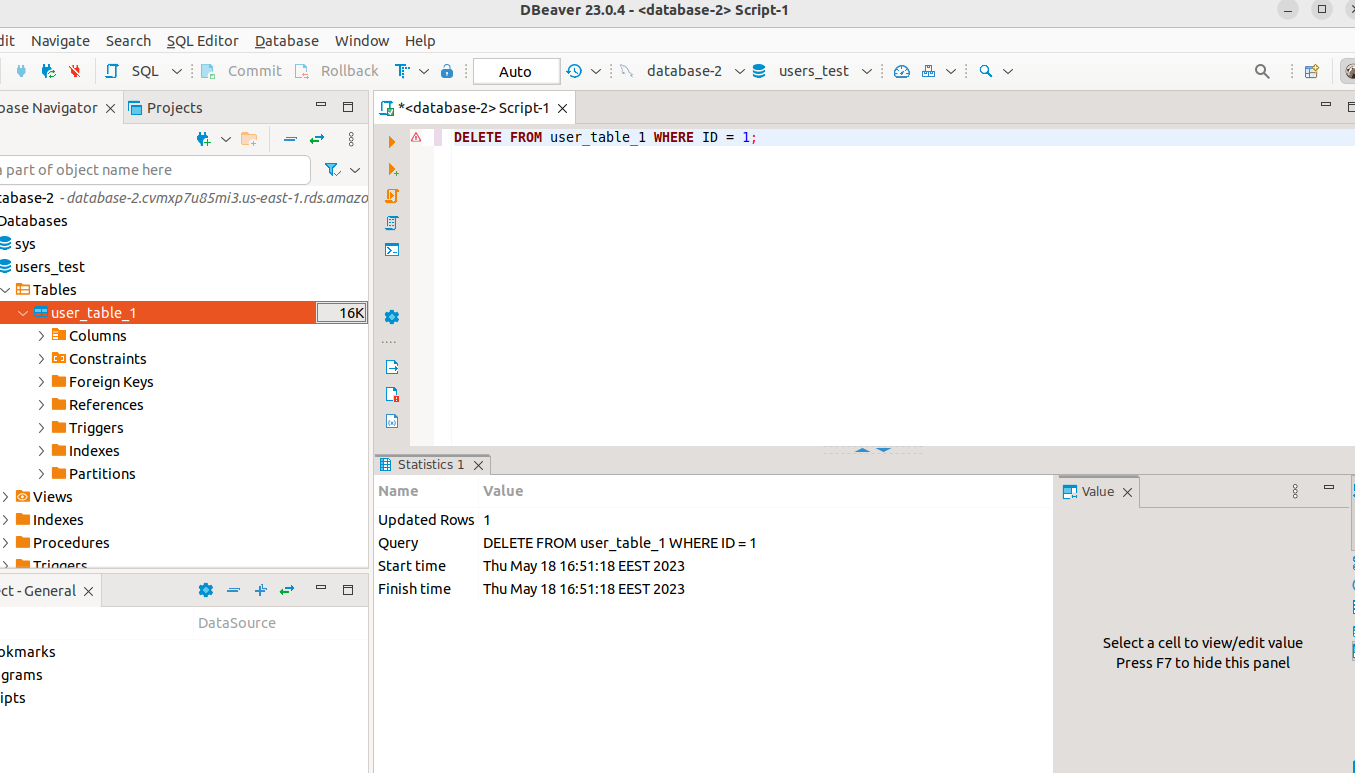 DBeaver 23.0.4 - <database-2> Script-1
dit Navigate Search SQL Editor Database Window Help
SQL Commit Rollback Auto database-2 users_test
base Navigator Projects
*<database-2> Script-1
a part of object name here
tabase-2 - database-2.cvmxp7u85mi3.us-east-1.rds.amazo
Databases
sys
users_test
Tables
user_table_1 16K
Columns
Constraints
Foreign Keys
References
Triggers
Indexes
Partitions
Views
Indexes
Procedures
Triggers
ect - General
DataSource
okmarks
grams
ipts
DELETE FROM user_table_1 WHERE ID = 1;
Statistics 1
Name Value
Updated Rows 1
Query DELETE FROM user_table_1 WHERE ID = 1
Start time Thu May 18 16:51:18 EEST 2023
Finish time Thu May 18 16:51:18 EEST 2023
Value
Select a cell to view/edit value
Press F7 to hide this panel